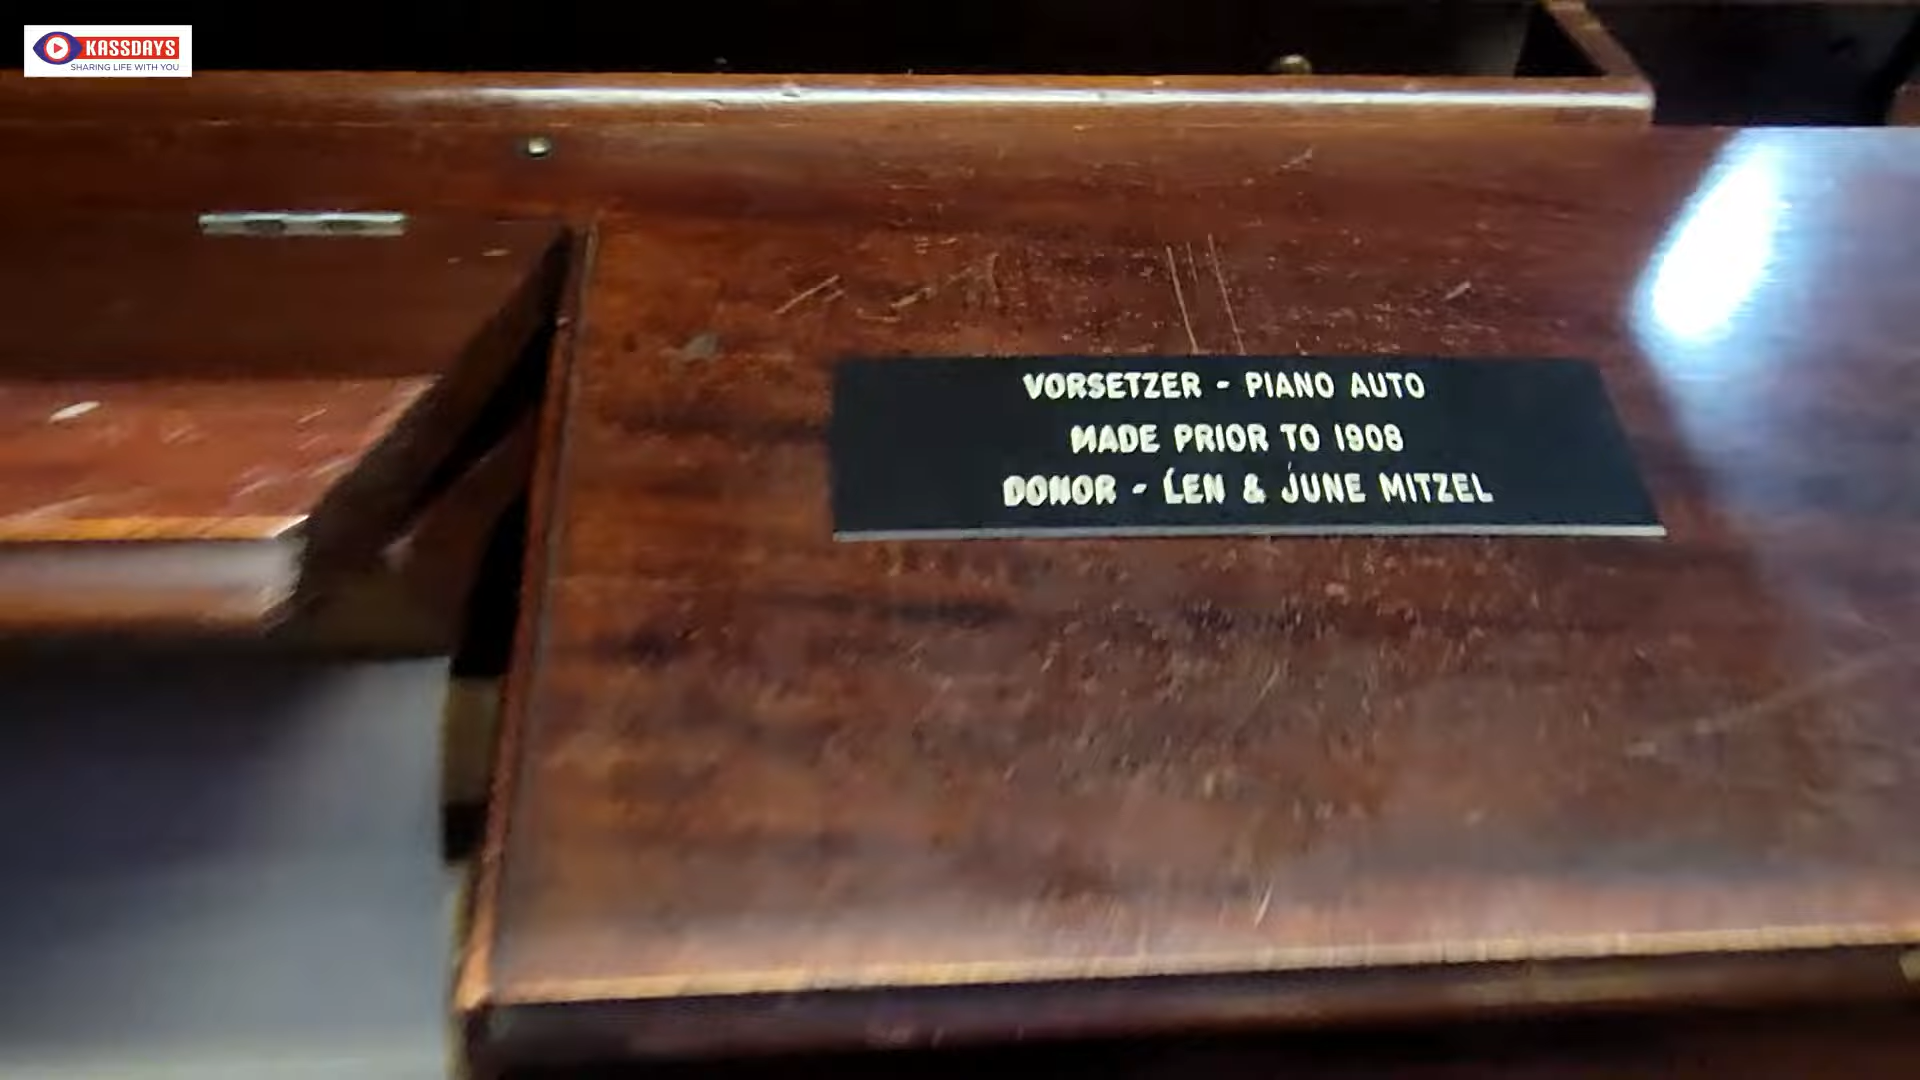 KASSDAYS
SHARING LIFE WITH YOU
VORSETZER - PIANO AUTO
MADE PRIOR TO 1908
DONOR - LEN & JUNE MITZEL